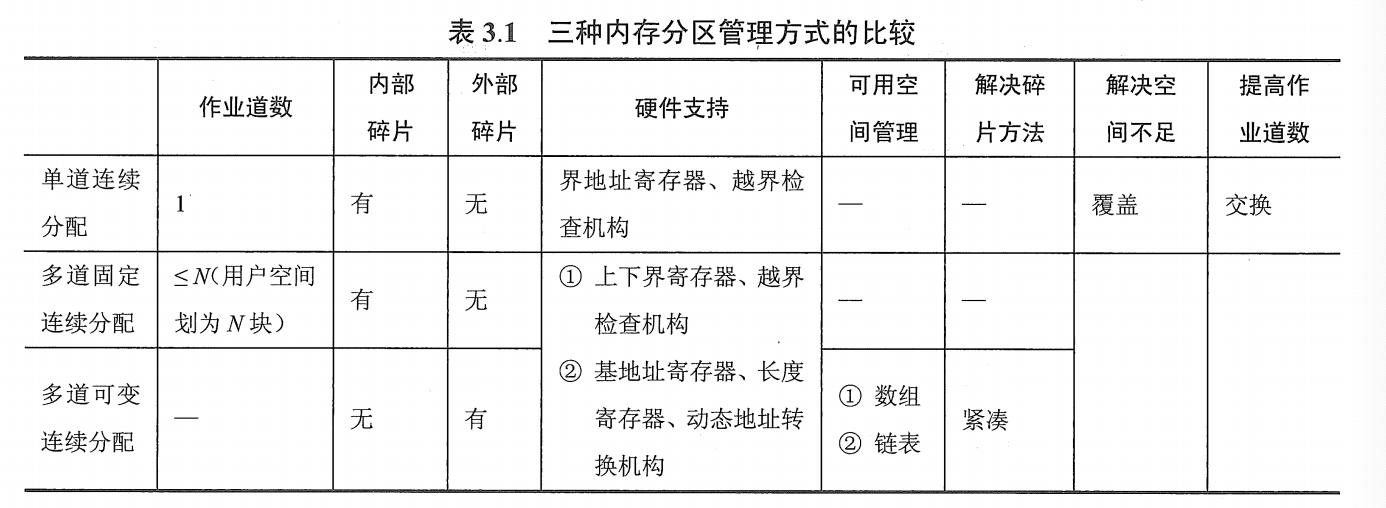 表 3.1 三种内存分区管理方式的比较
作业道数 内部碎片 外部碎片 硬件支持 可用空间管理 解决碎片方法 解决空间不足 提高作业道数
单道连续分配 1 有 无 界地址寄存器、越界检查机构 — — 覆盖 交换
多道固定连续分配 ≤N(用户空间划为 N 块) 有 无 ① 上下界寄存器、越界检查机构 — —
② 基地址寄存器、长度寄存器、动态地址转换机构
多道可变连续分配 — 无 有 ① 数组 ② 链表 紧凑